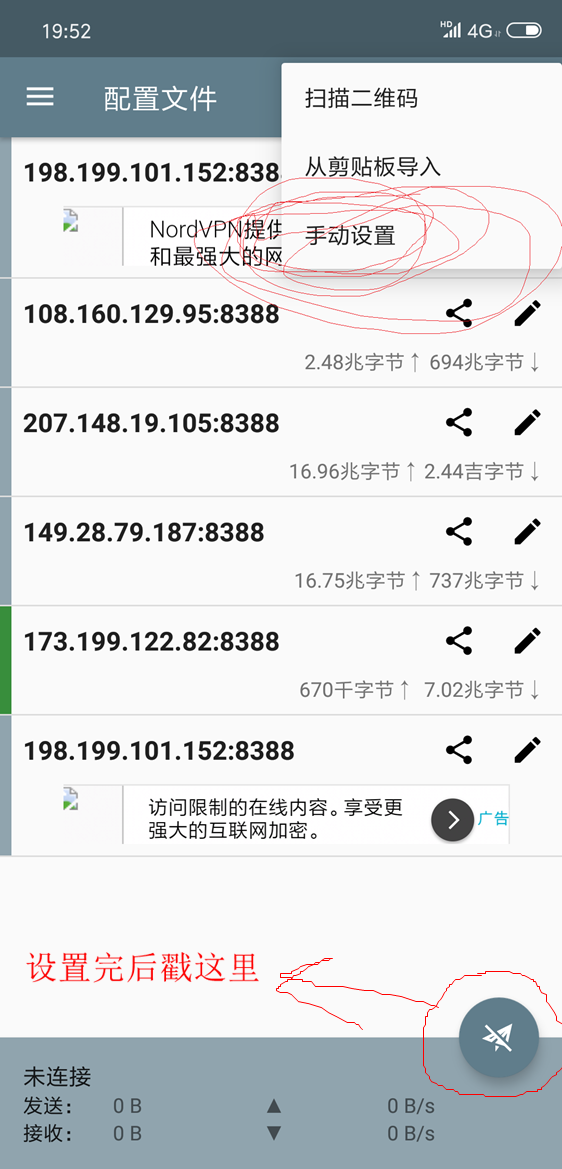 19:52
HD 4G
配置文件
扫描二维码
从剪贴板导入
手动设置
198.199.101.152:838
NordVPN提供
和最强大的网
108.160.129.95:8388
2.48兆字节↑ 694兆字节↓
207.148.19.105:8388
16.96兆字节↑ 2.44吉字节↓
149.28.79.187:8388
16.75兆字节↑ 737兆字节↓
173.199.122.82:8388
670千字节↑ 7.02兆字节↓
198.199.101.152:8388
访问限制的在线内容。享受更
强大的互联网加密。
广告
设置完后戳这里
未连接
发送： 0 B ▲ 0 B/s
接收： 0 B ▼ 0 B/s